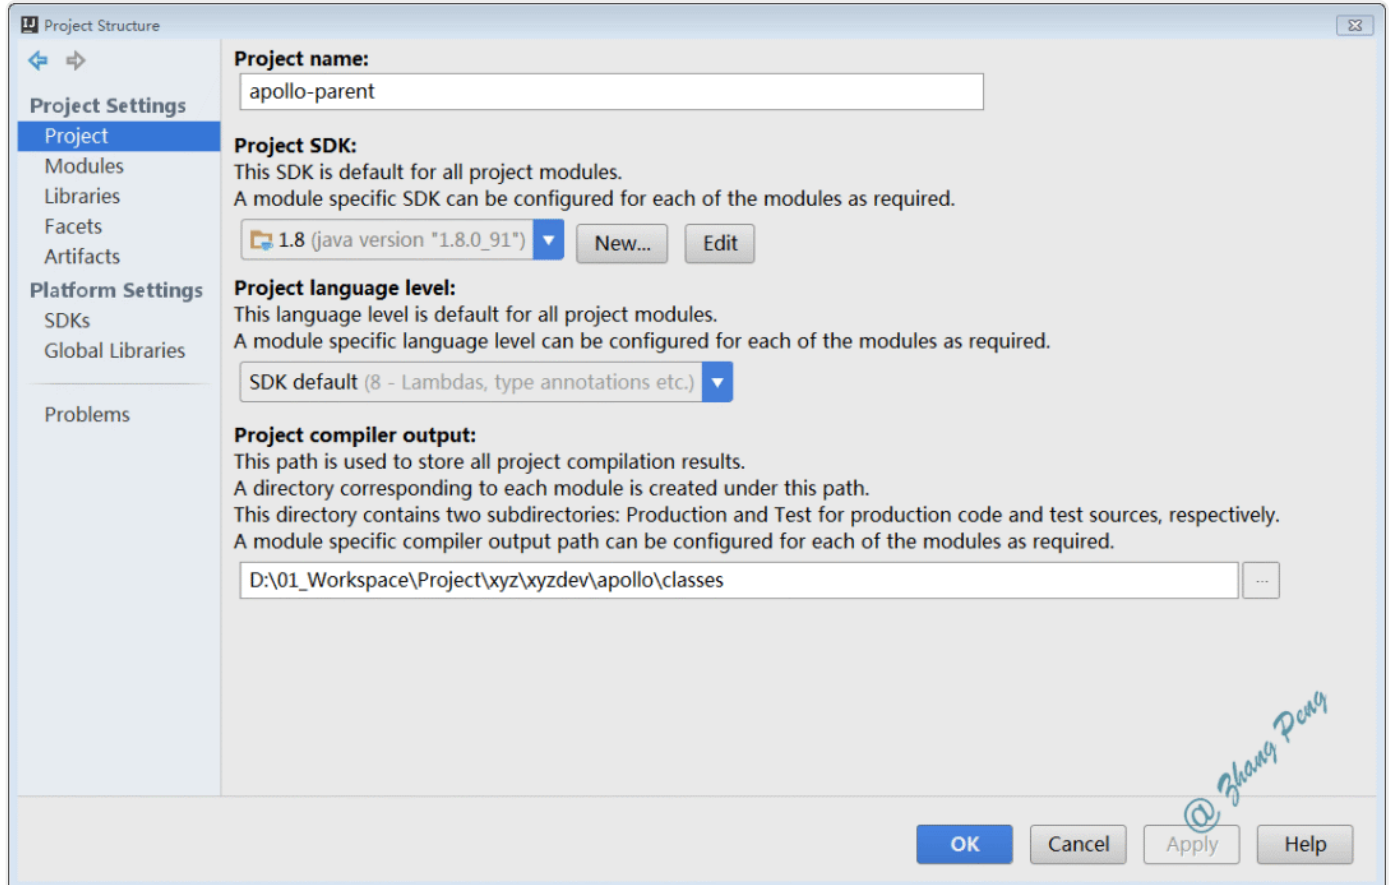 Project Structure
Project Settings
Project
Modules
Libraries
Facets
Artifacts
Platform Settings
SDKs
Global Libraries
Problems
Project name:
apollo-parent
Project SDK:
This SDK is default for all project modules.
A module specific SDK can be configured for each of the modules as required.
1.8 (java version "1.8.0_91") New... Edit
Project language level:
This language level is default for all project modules.
A module specific language level can be configured for each of the modules as required.
SDK default (8 - Lambdas, type annotations etc.)
Project compiler output:
This path is used to store all project compilation results.
A directory corresponding to each module is created under this path.
This directory contains two subdirectories: Production and Test for production code and test sources, respectively.
A module specific compiler output path can be configured for each of the modules as required.
D:\01_Workspace\Project\xyz\xyzdev\apollo\classes ...
@ Zhang Peng
OK Cancel Apply Help